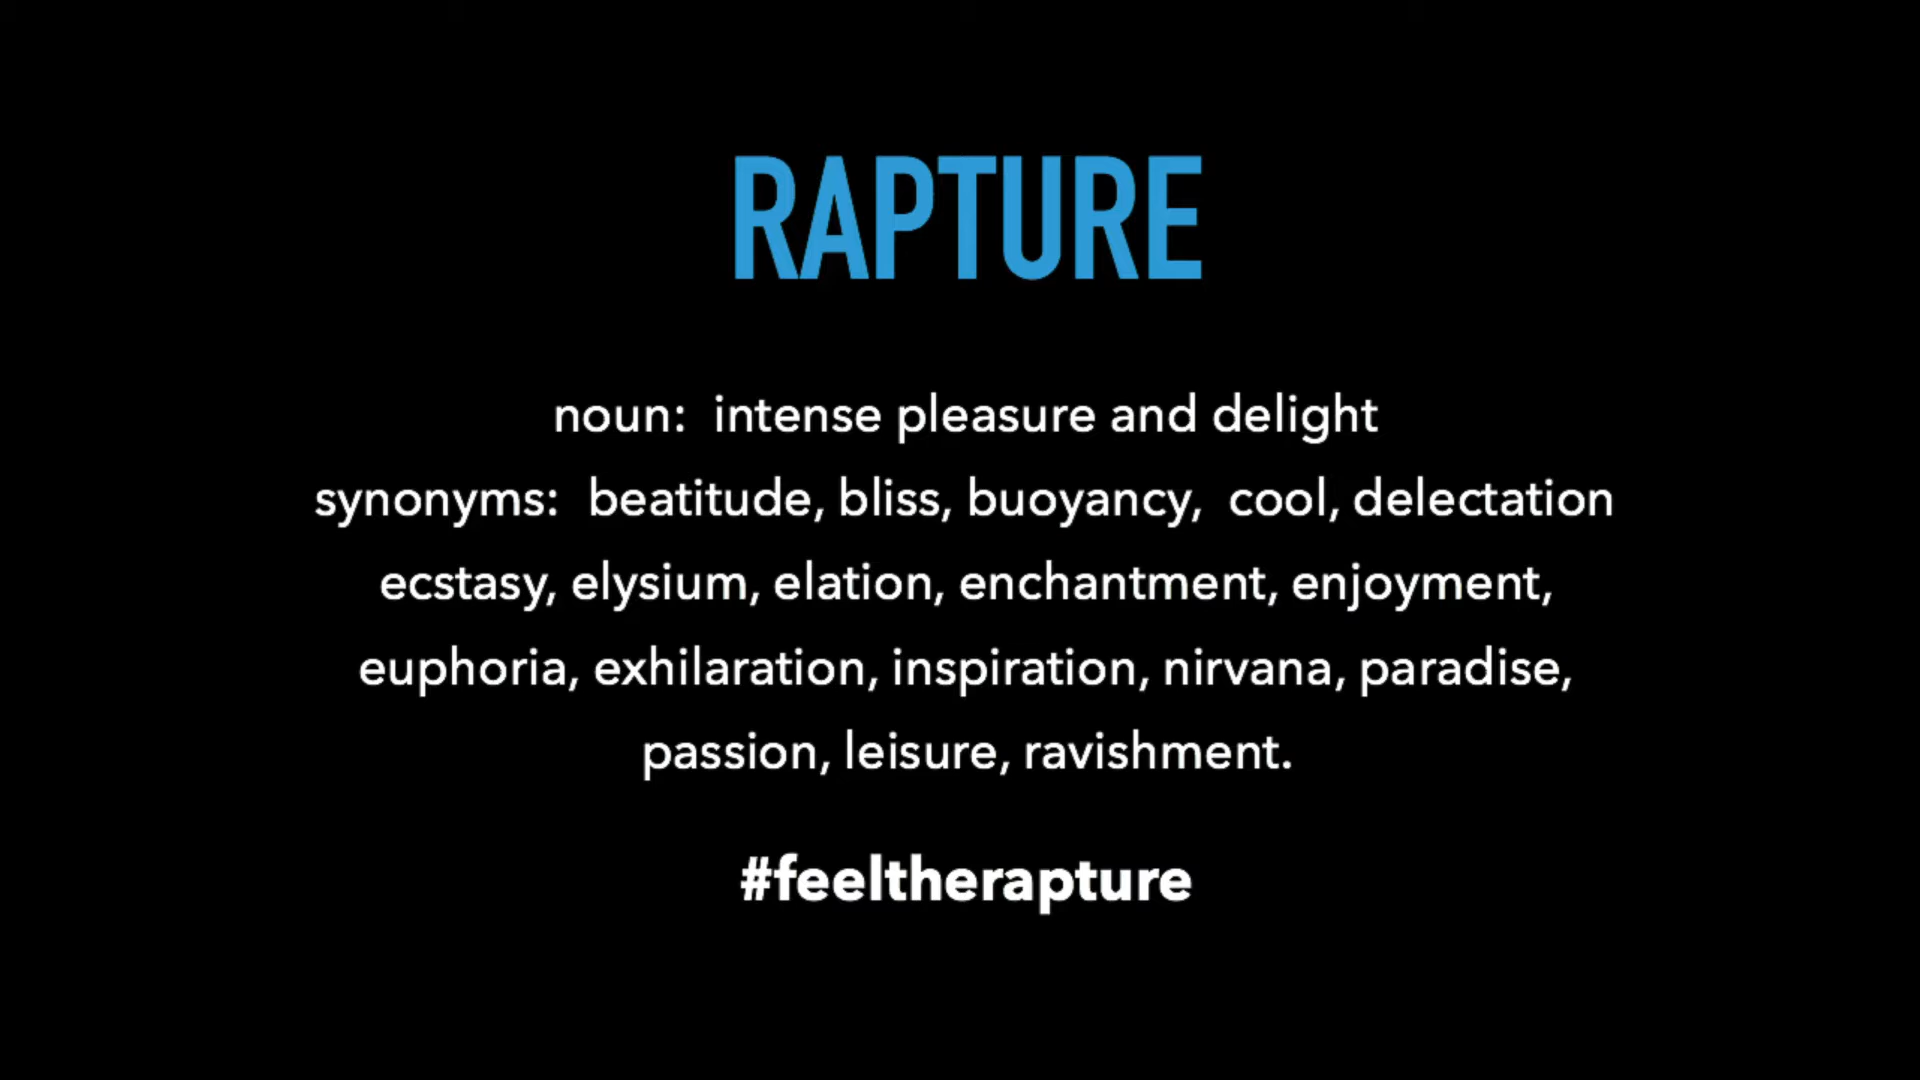 RAPTURE
noun:  intense pleasure and delight
synonyms:  beatitude, bliss, buoyancy,  cool, delectation
ecstasy, elysium, elation, enchantment, enjoyment,
euphoria, exhilaration, inspiration, nirvana, paradise,
passion, leisure, ravishment.
#feeltherapture